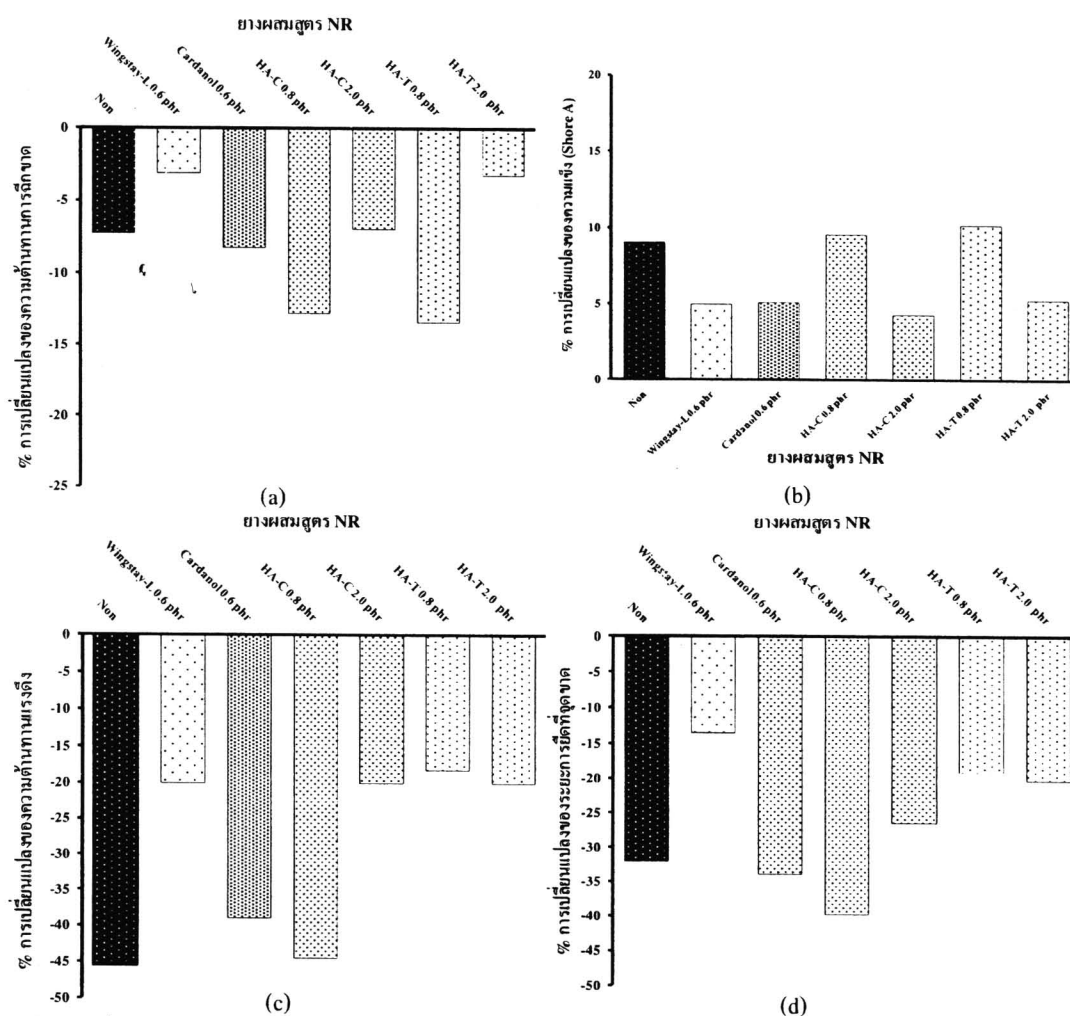 ยางผสมสูตร NR
Non
Wingstay-L 0.6 phr
Cardanol 0.6 phr
HA-C 0.8 phr
HA-C 2.0 phr
HA-T 0.8 phr
HA-T 2.0 phr
% การเปลี่ยนแปลงของความต้านทานการฉีกขาด
0
-5
-10
-15
-20
-25
(a)
% การเปลี่ยนแปลงของความแข็ง (Shore A)
20
15
10
5
0
Non
Wingstay-L 0.6 phr
Cardanol 0.6 phr
HA-C 0.8 phr
HA-C 2.0 phr
HA-T 0.8 phr
HA-T 2.0 phr
ยางผสมสูตร NR
(b)
ยางผสมสูตร NR
Non
Wingstay-L 0.6 phr
Cardanol 0.6 phr
HA-C 0.8 phr
HA-C 2.0 phr
HA-T 0.8 phr
HA-T 2.0 phr
% การเปลี่ยนแปลงของความต้านทานแรงดึง
0
-5
-10
-15
-20
-25
-30
-35
-40
-45
-50
(c)
ยางผสมสูตร NR
Non
Wingstay-L 0.6 phr
Cardanol 0.6 phr
HA-C 0.8 phr
HA-C 2.0 phr
HA-T 0.8 phr
HA-T 2.0 phr
% การเปลี่ยนแปลงของระยะการยืดที่จุดขาด
0
-5
-10
-15
-20
-25
-30
-35
-40
-45
-50
(d)